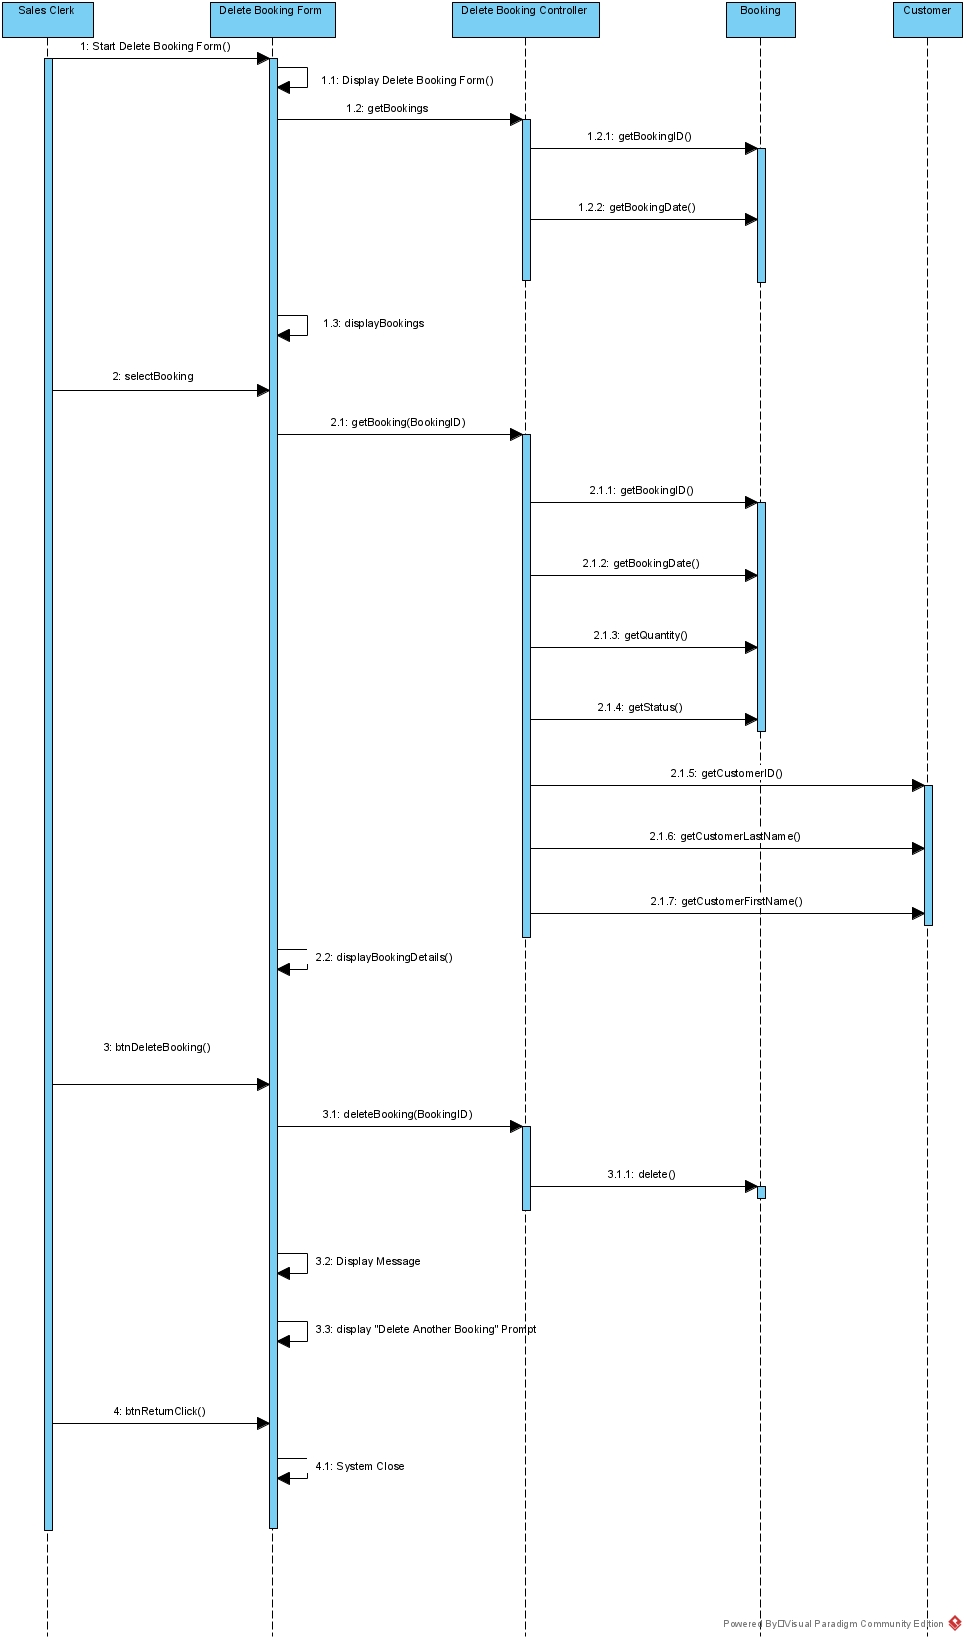 Sales Clerk
Delete Booking Form
Delete Booking Controller
Booking
Customer
1: Start Delete Booking Form()
1.1: Display Delete Booking Form()
1.2: getBookings
1.2.1: getBookingID()
1.2.2: getBookingDate()
1.3: displayBookings
2: selectBooking
2.1: getBooking(BookingID)
2.1.1: getBookingID()
2.1.2: getBookingDate()
2.1.3: getQuantity()
2.1.4: getStatus()
2.1.5: getCustomerID()
2.1.6: getCustomerLastName()
2.1.7: getCustomerFirstName()
2.2: displayBookingDetails()
3: btnDeleteBooking()
3.1: deleteBooking(BookingID)
3.1.1: delete()
3.2: Display Message
3.3: display "Delete Another Booking" Prompt
4: btnReturnClick()
4.1: System Close
Powered By□Visual Paradigm Community Edition